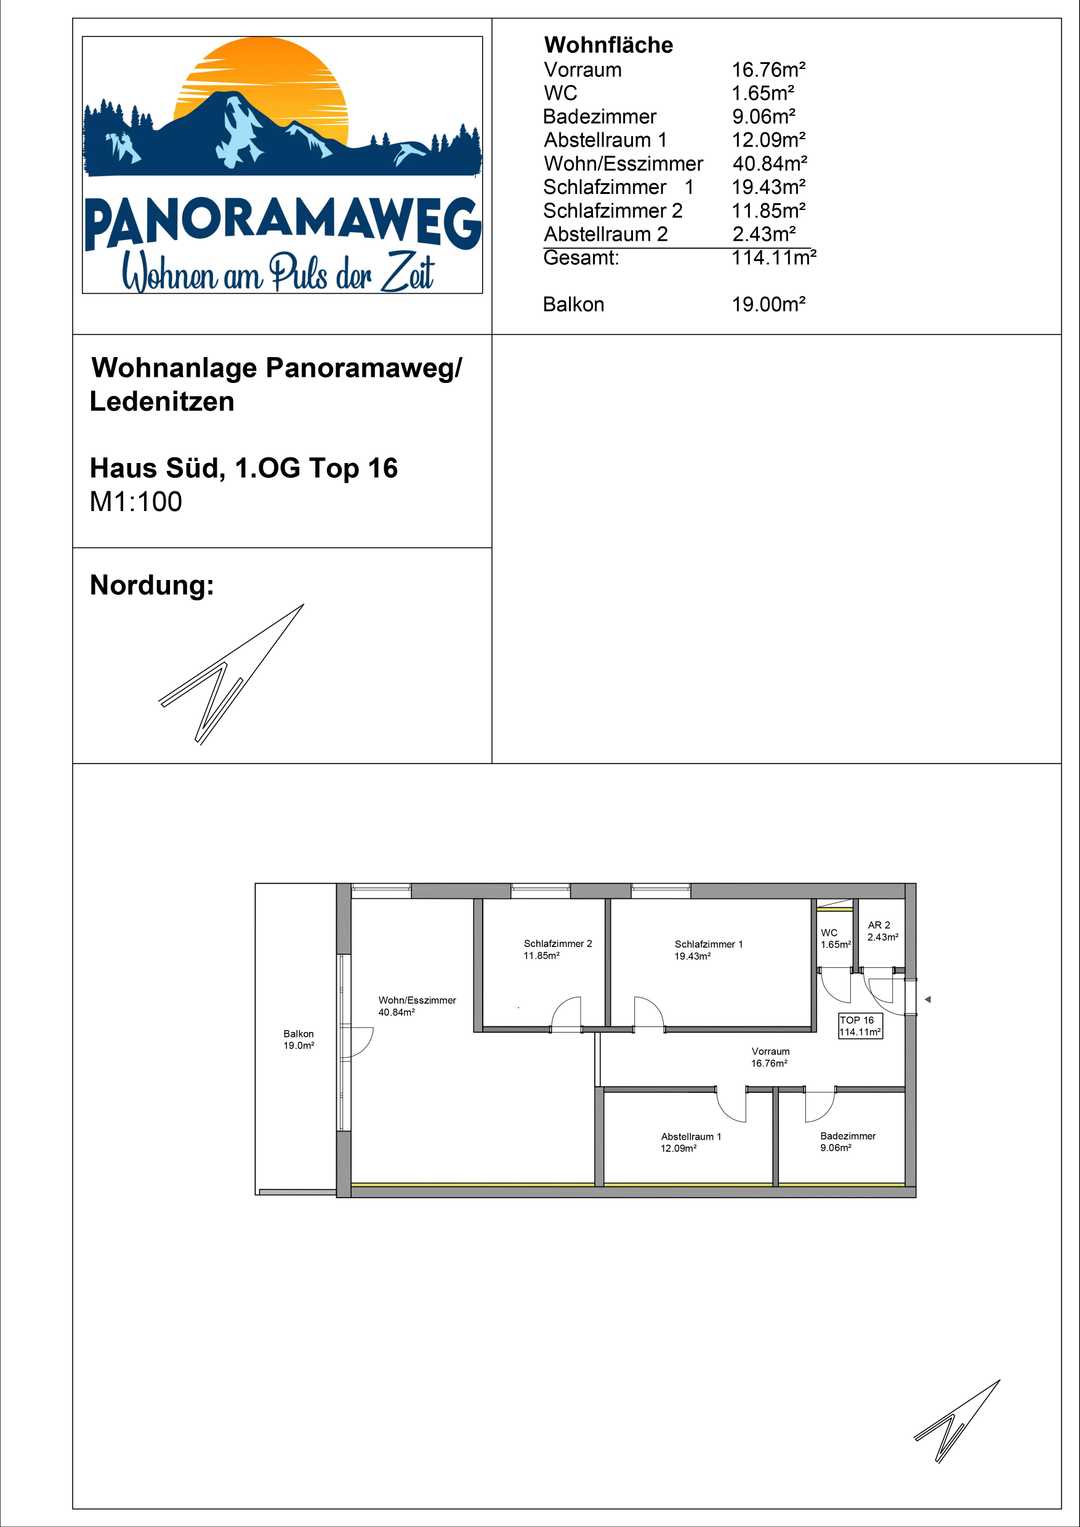 PANORAMAWEG
Wohnen am Puls der Zeit
Wohnfläche
Vorraum 16.76m²
WC 1.65m²
Badezimmer 9.06m²
Abstellraum 1 12.09m²
Wohn/Esszimmer 40.84m²
Schlafzimmer 1 19.43m²
Schlafzimmer 2 11.85m²
Abstellraum 2 2.43m²
Gesamt: 114.11m²
Balkon 19.00m²
Wohnanlage Panoramaweg/
Ledenitzen
Haus Süd, 1.OG Top 16
M1:100
Nordung:
N
Balkon
19.0m²
Wohn/Esszimmer
40.84m²
Schlafzimmer 2
11.85m²
Schlafzimmer 1
19.43m²
WC
1.65m²
AR 2
2.43m²
TOP 16
114.11m²
Vorraum
16.76m²
Abstellraum 1
12.09m²
Badezimmer
9.06m²
N